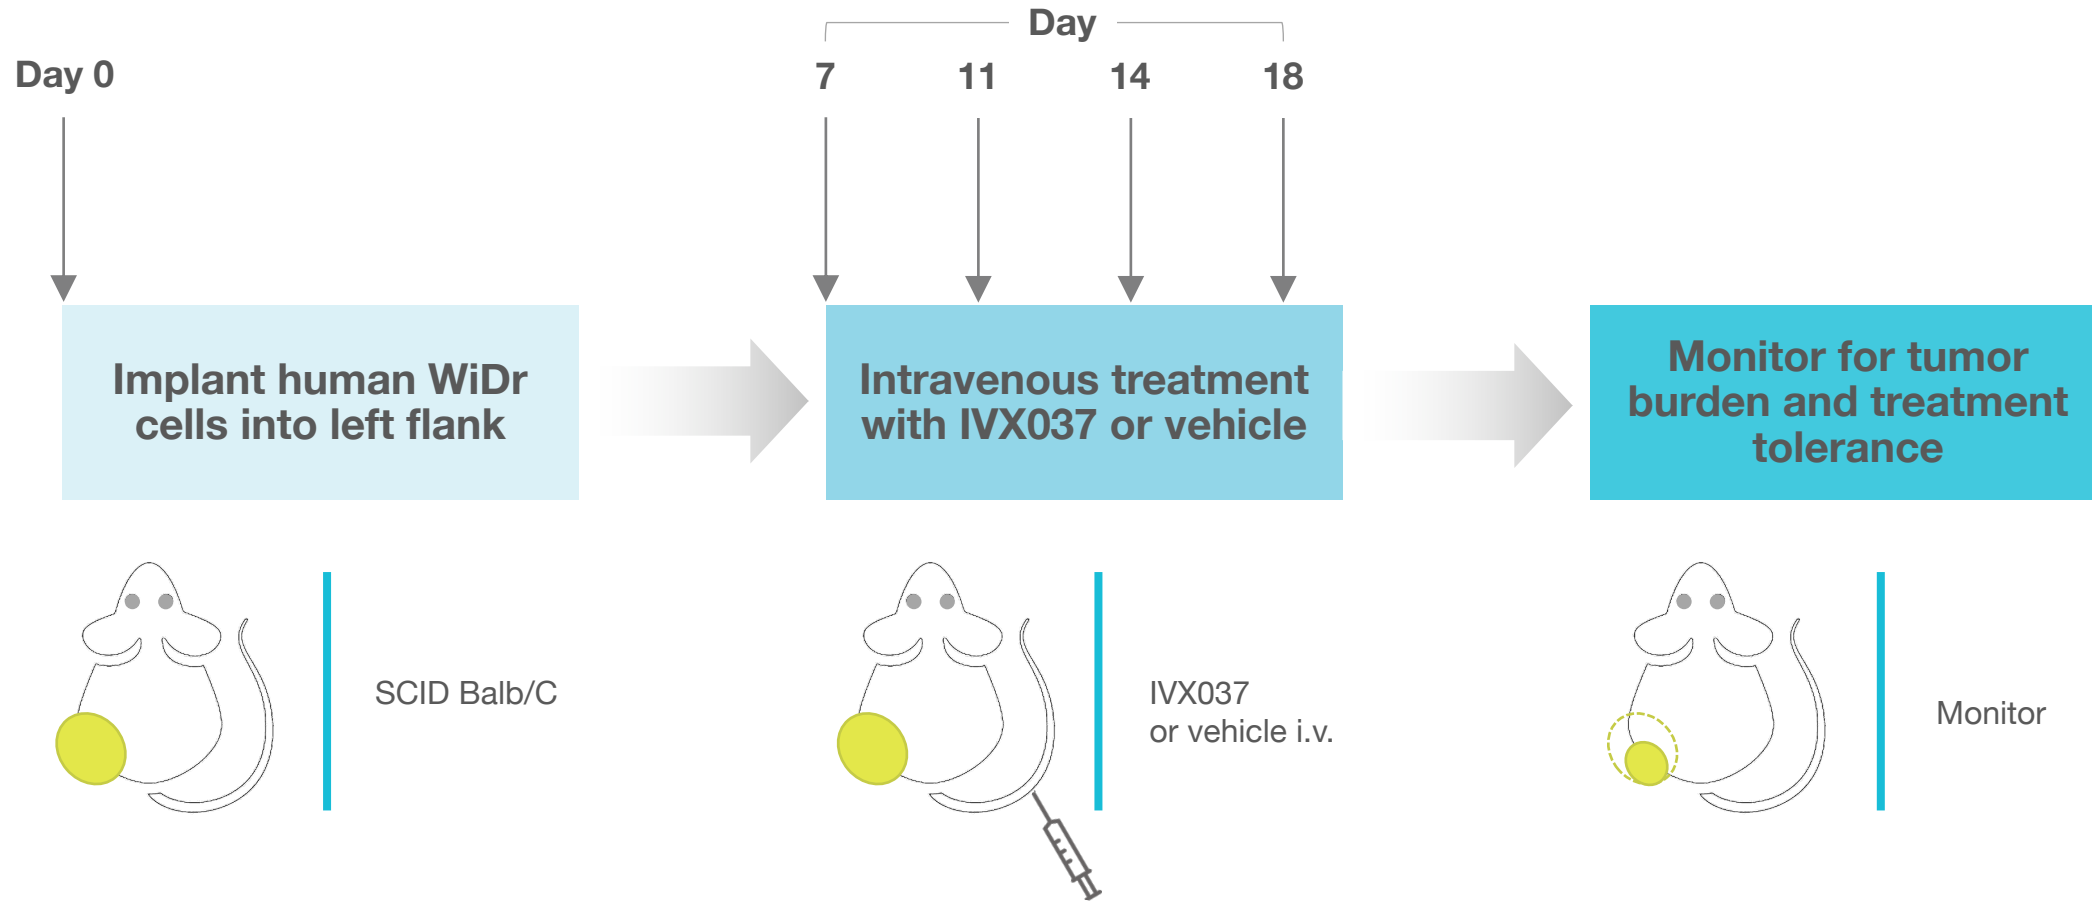 Day
Day 0
7
11
14
18
Implant human WiDr
cells into left flank
Intravenous treatment
with IVX037 or vehicle
Monitor for tumor
burden and treatment
tolerance
SCID Balb/C
IVX037
or vehicle i.v.
Monitor